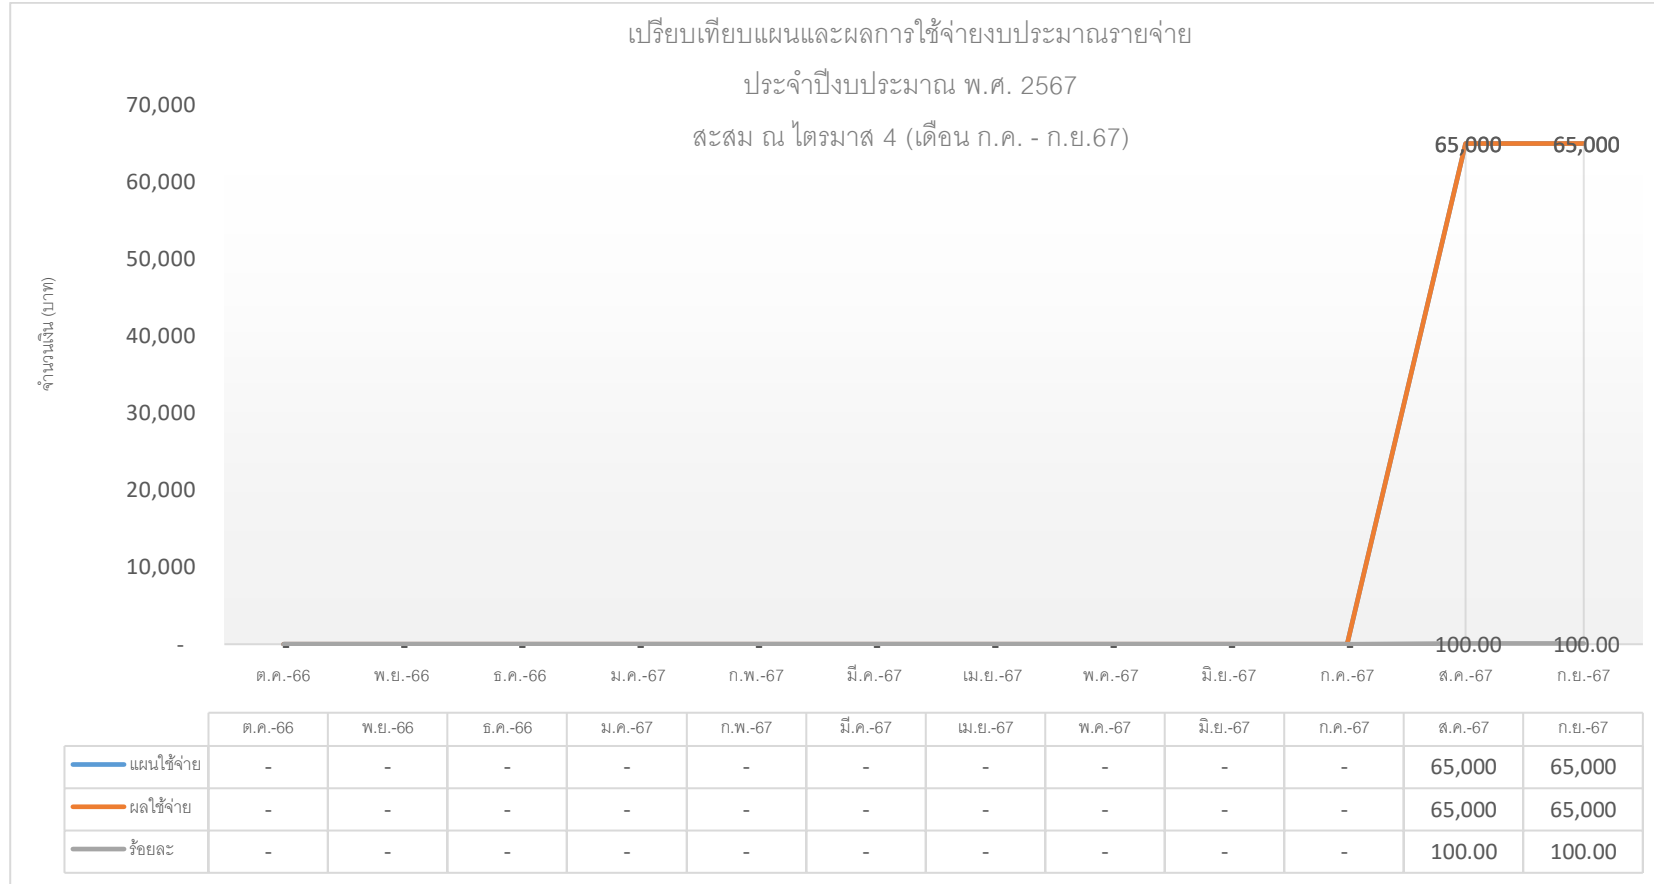 เปรียบเทียบแผนและผลการใช้จ่ายงบประมาณรายจ่าย
ประจำปีงบประมาณ พ.ศ. 2567
สะสม ณ ไตรมาส 4 (เดือน ก.ค. - ก.ย.67)
จำนวนเงิน (บาท)
70,000
60,000
50,000
40,000
30,000
20,000
10,000
-
65,000 65,000
- - - - - - - - - - 100.00 100.00
ต.ค.-66 พ.ย.-66 ธ.ค.-66 ม.ค.-67 ก.พ.-67 มี.ค.-67 เม.ย.-67 พ.ค.-67 มิ.ย.-67 ก.ค.-67 ส.ค.-67 ก.ย.-67
ต.ค.-66 พ.ย.-66 ธ.ค.-66 ม.ค.-67 ก.พ.-67 มี.ค.-67 เม.ย.-67 พ.ค.-67 มิ.ย.-67 ก.ค.-67 ส.ค.-67 ก.ย.-67
แผนใช้จ่าย - - - - - - - - - - 65,000 65,000
ผลใช้จ่าย - - - - - - - - - - 65,000 65,000
ร้อยละ - - - - - - - - - - 100.00 100.00